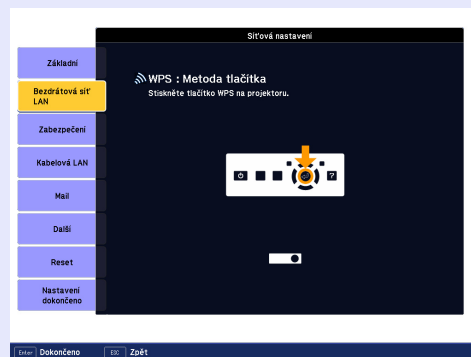 Síťová nastavení
Základní
Bezdrátová síť
LAN
Zabezpečení
Kabelová LAN
Mail
Další
Reset
Nastavení
dokončeno
WPS : Metoda tlačítka
Stiskněte tlačítko WPS na projektoru.
?
Enter Dokončeno ESC Zpět